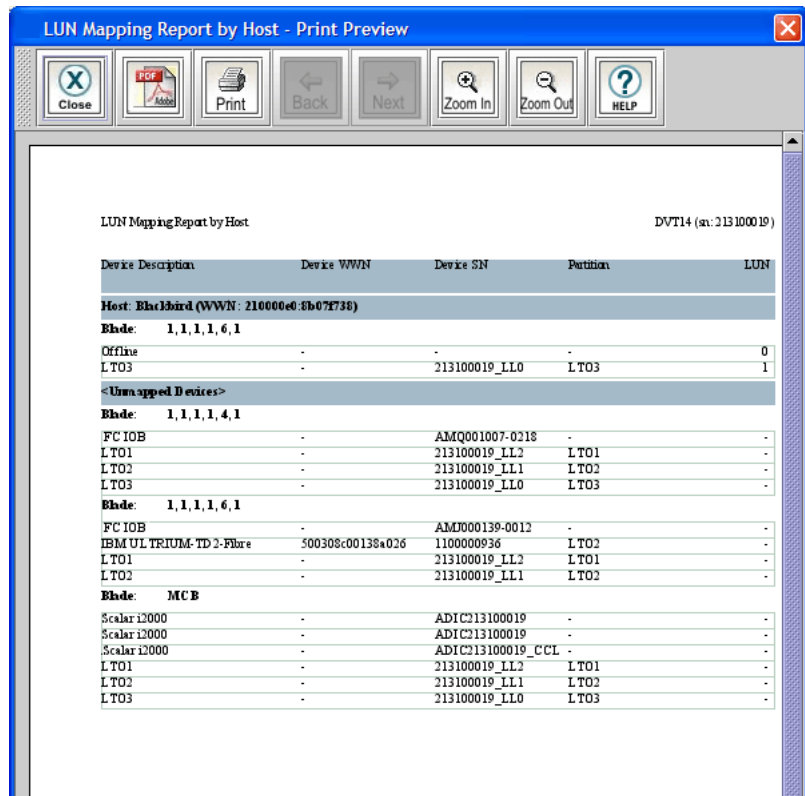 LUN Mapping Report by Host - Print Preview
X Close PDF Adobe Print Back Next Zoom In Zoom Out ? HELP
LUN Mapping Report by Host DVT14 (sn: 213100019)
Device Description Device WWN Device SN Partition LUN
Host: Blackbird (WWN: 210000e0:8b07f738)
Blade: 1,1,1,1,6,1
Offline - - - 0
LTO3 - 213100019_LL0 LTO3 1
<Unmapped Devices>
Blade: 1,1,1,1,4,1
FC IOB - AMQ001007-0218 - -
LTO1 - 213100019_LL2 LTO1 -
LTO2 - 213100019_LL1 LTO2 -
LTO3 - 213100019_LL0 LTO3 -
Blade: 1,1,1,1,6,1
FC IOB - AMJ000139-0012 - -
IBM ULTRIUM-TD2-Fibre 500308c00138a026 1100000936 LTO2 -
LTO1 - 213100019_LL2 LTO1 -
LTO2 - 213100019_LL1 LTO2 -
Blade: MCB
Scalar i2000 - ADIC213100019 - -
Scalar i2000 - ADIC213100019 - -
Scalar i2000 - ADIC213100019_CCL - -
LTO1 - 213100019_LL2 LTO1 -
LTO2 - 213100019_LL1 LTO2 -
LTO3 - 213100019_LL0 LTO3 -